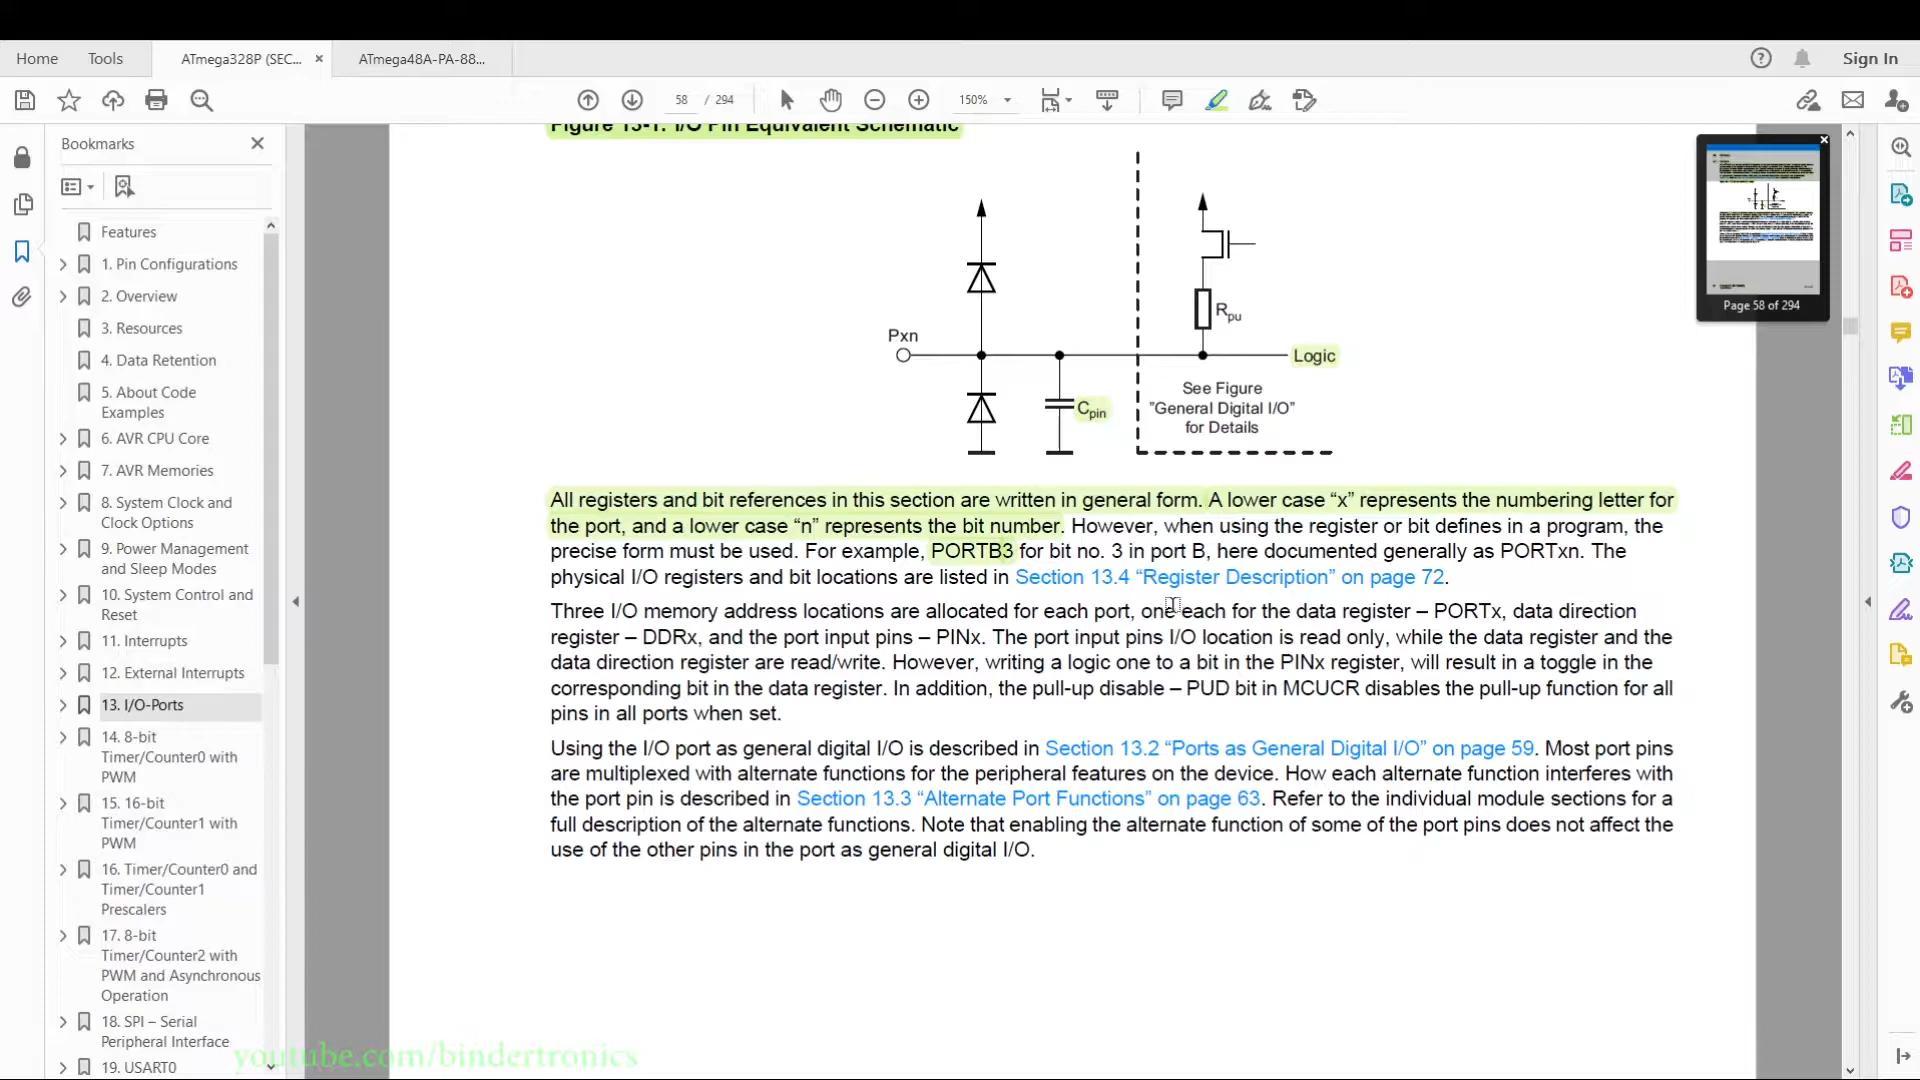 Home
Tools
ATmega328P (SEC... ×
ATmega48A-PA-88...
Sign In
58 / 294
150%
Bookmarks
Features
1. Pin Configurations
2. Overview
3. Resources
4. Data Retention
5. About Code
Examples
6. AVR CPU Core
7. AVR Memories
8. System Clock and
Clock Options
9. Power Management
and Sleep Modes
10. System Control and
Reset
11. Interrupts
12. External Interrupts
13. I/O-Ports
14. 8-bit
Timer/Counter0 with
PWM
15. 16-bit
Timer/Counter1 with
PWM
16. Timer/Counter0 and
Timer/Counter1
Prescalers
17. 8-bit
Timer/Counter2 with
PWM and Asynchronous
Operation
18. SPI – Serial
Peripheral Interface
19. USART0
Figure 13-1. I/O Pin Equivalent Schematic
Pxn
Rpu
Logic
Cpin
See Figure
"General Digital I/O"
for Details
All registers and bit references in this section are written in general form. A lower case “x” represents the numbering letter for
the port, and a lower case “n” represents the bit number. However, when using the register or bit defines in a program, the
precise form must be used. For example, PORTB3 for bit no. 3 in port B, here documented generally as PORTxn. The
physical I/O registers and bit locations are listed in Section 13.4 “Register Description” on page 72.
Three I/O memory address locations are allocated for each port, one each for the data register – PORTx, data direction
register – DDRx, and the port input pins – PINx. The port input pins I/O location is read only, while the data register and the
data direction register are read/write. However, writing a logic one to a bit in the PINx register, will result in a toggle in the
corresponding bit in the data register. In addition, the pull-up disable – PUD bit in MCUCR disables the pull-up function for all
pins in all ports when set.
Using the I/O port as general digital I/O is described in Section 13.2 “Ports as General Digital I/O” on page 59. Most port pins
are multiplexed with alternate functions for the peripheral features on the device. How each alternate function interferes with
the port pin is described in Section 13.3 “Alternate Port Functions” on page 63. Refer to the individual module sections for a
full description of the alternate functions. Note that enabling the alternate function of some of the port pins does not affect the
use of the other pins in the port as general digital I/O.
Page 58 of 294
youtube.com/bindertronics